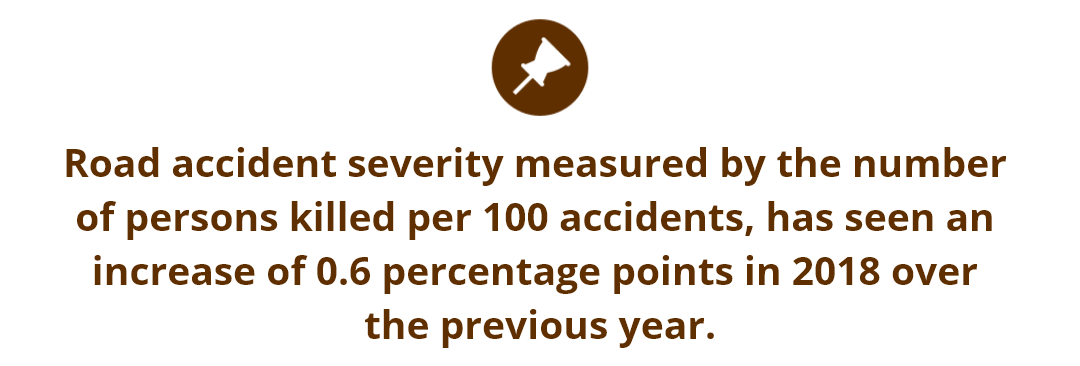 Road accident severity measured by the number
of persons killed per 100 accidents, has seen an
increase of 0.6 percentage points in 2018 over
the previous year.